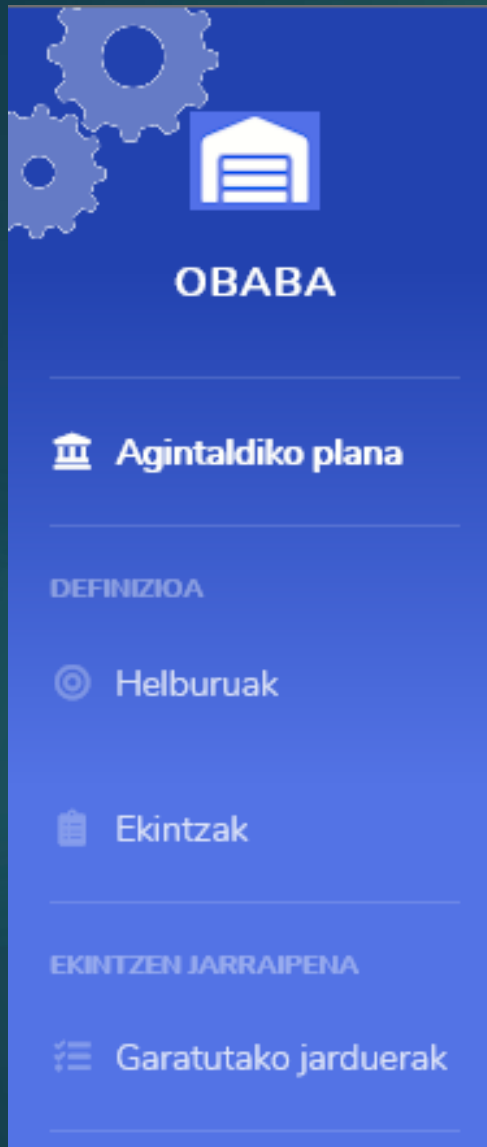 OBABA
Agintaldiko plana
DEFINIZIOA
Helburuak
Ekintzak
EKINTZEN JARRAIPENA
Garatutako jarduerak